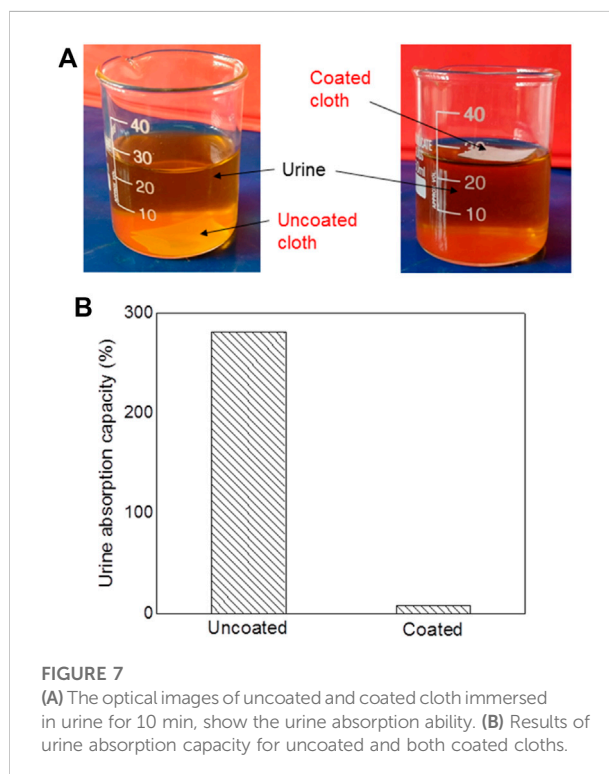 A
40
30
20
10
Urine
Uncoated
cloth
Coated
cloth
40
20
10
B
Urine absorption capacity (%)
300
200
100
0
Uncoated
Coated
FIGURE 7
(A) The optical images of uncoated and coated cloth immersed
in urine for 10 min, show the urine absorption ability. (B) Results of
urine absorption capacity for uncoated and both coated cloths.